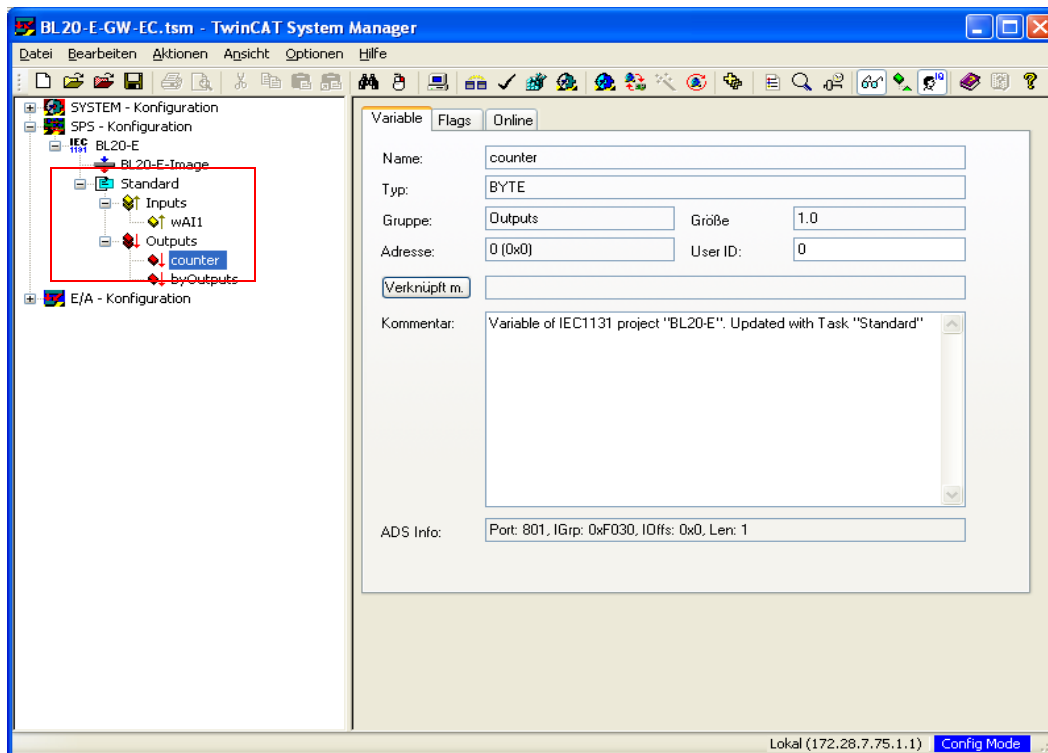 BL20-E-GW-EC.tsm - TwinCAT System Manager
Datei Bearbeiten Aktionen Ansicht Optionen Hilfe
SYSTEM - Konfiguration
SPS - Konfiguration
IEC 1131 BL20-E
BL20-E-Image
Standard
Inputs
wAI1
Outputs
counter
byOutputs
E/A - Konfiguration
Variable Flags Online
Name: counter
Typ: BYTE
Gruppe: Outputs Größe 1.0
Adresse: 0 (0x0) User ID: 0
Verknüpft m.
Kommentar: Variable of IEC1131 project "BL20-E". Updated with Task "Standard"
ADS Info: Port: 801, IGrp: 0xF030, IOffs: 0x0, Len: 1
Lokal (172.28.7.75.1.1) Config Mode